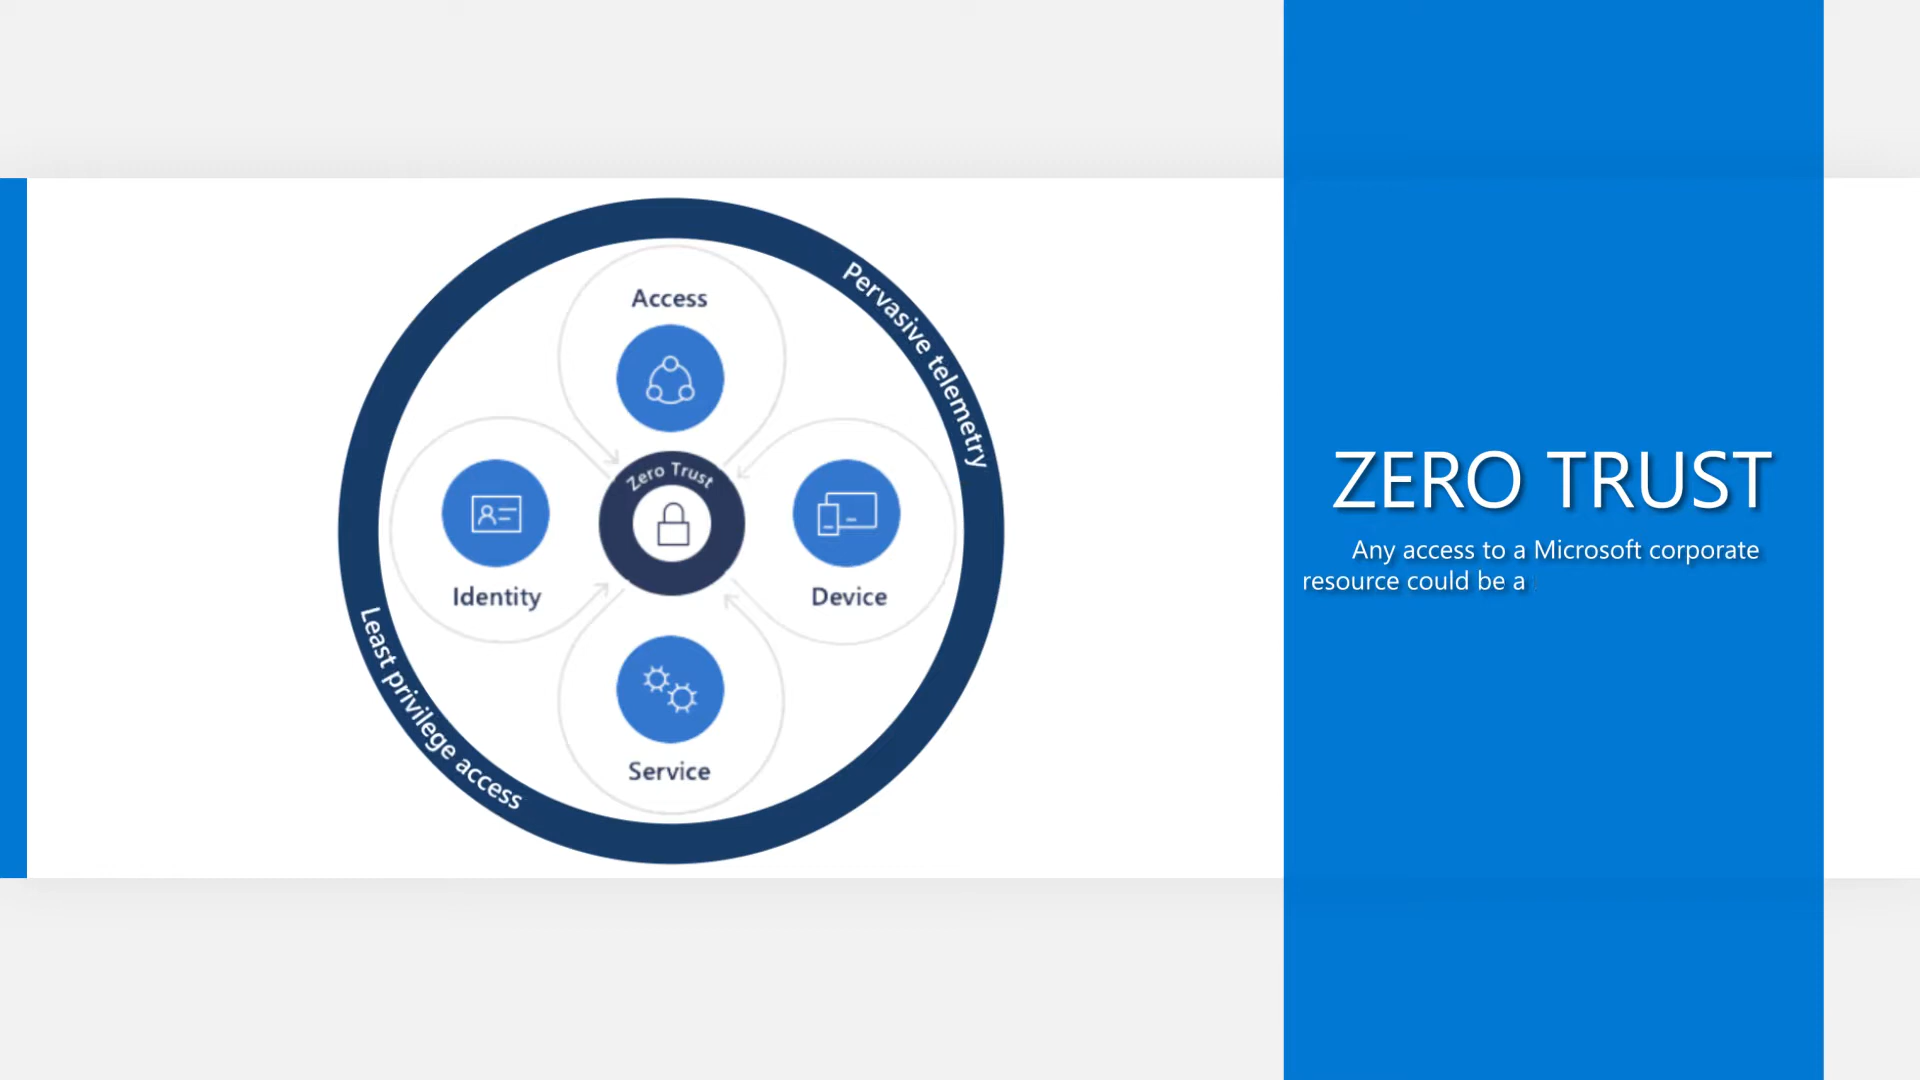 Access
Pervasive telemetry
Zero Trust
Identity
Device
Service
Least privilege access
ZERO TRUST
Any access to a Microsoft corporate
resource could be a